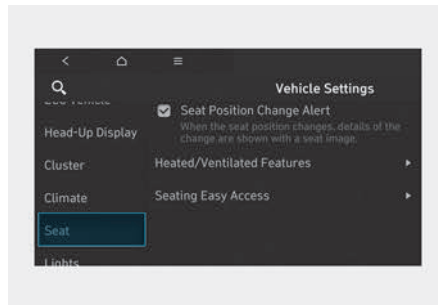 Vehicle Settings
Head-Up Display
Cluster
Climate
Seat
Lights
Seat Position Change Alert
When the seat position changes, details of the
change are shown with a seat image.
Heated/Ventilated Features
Seating Easy Access